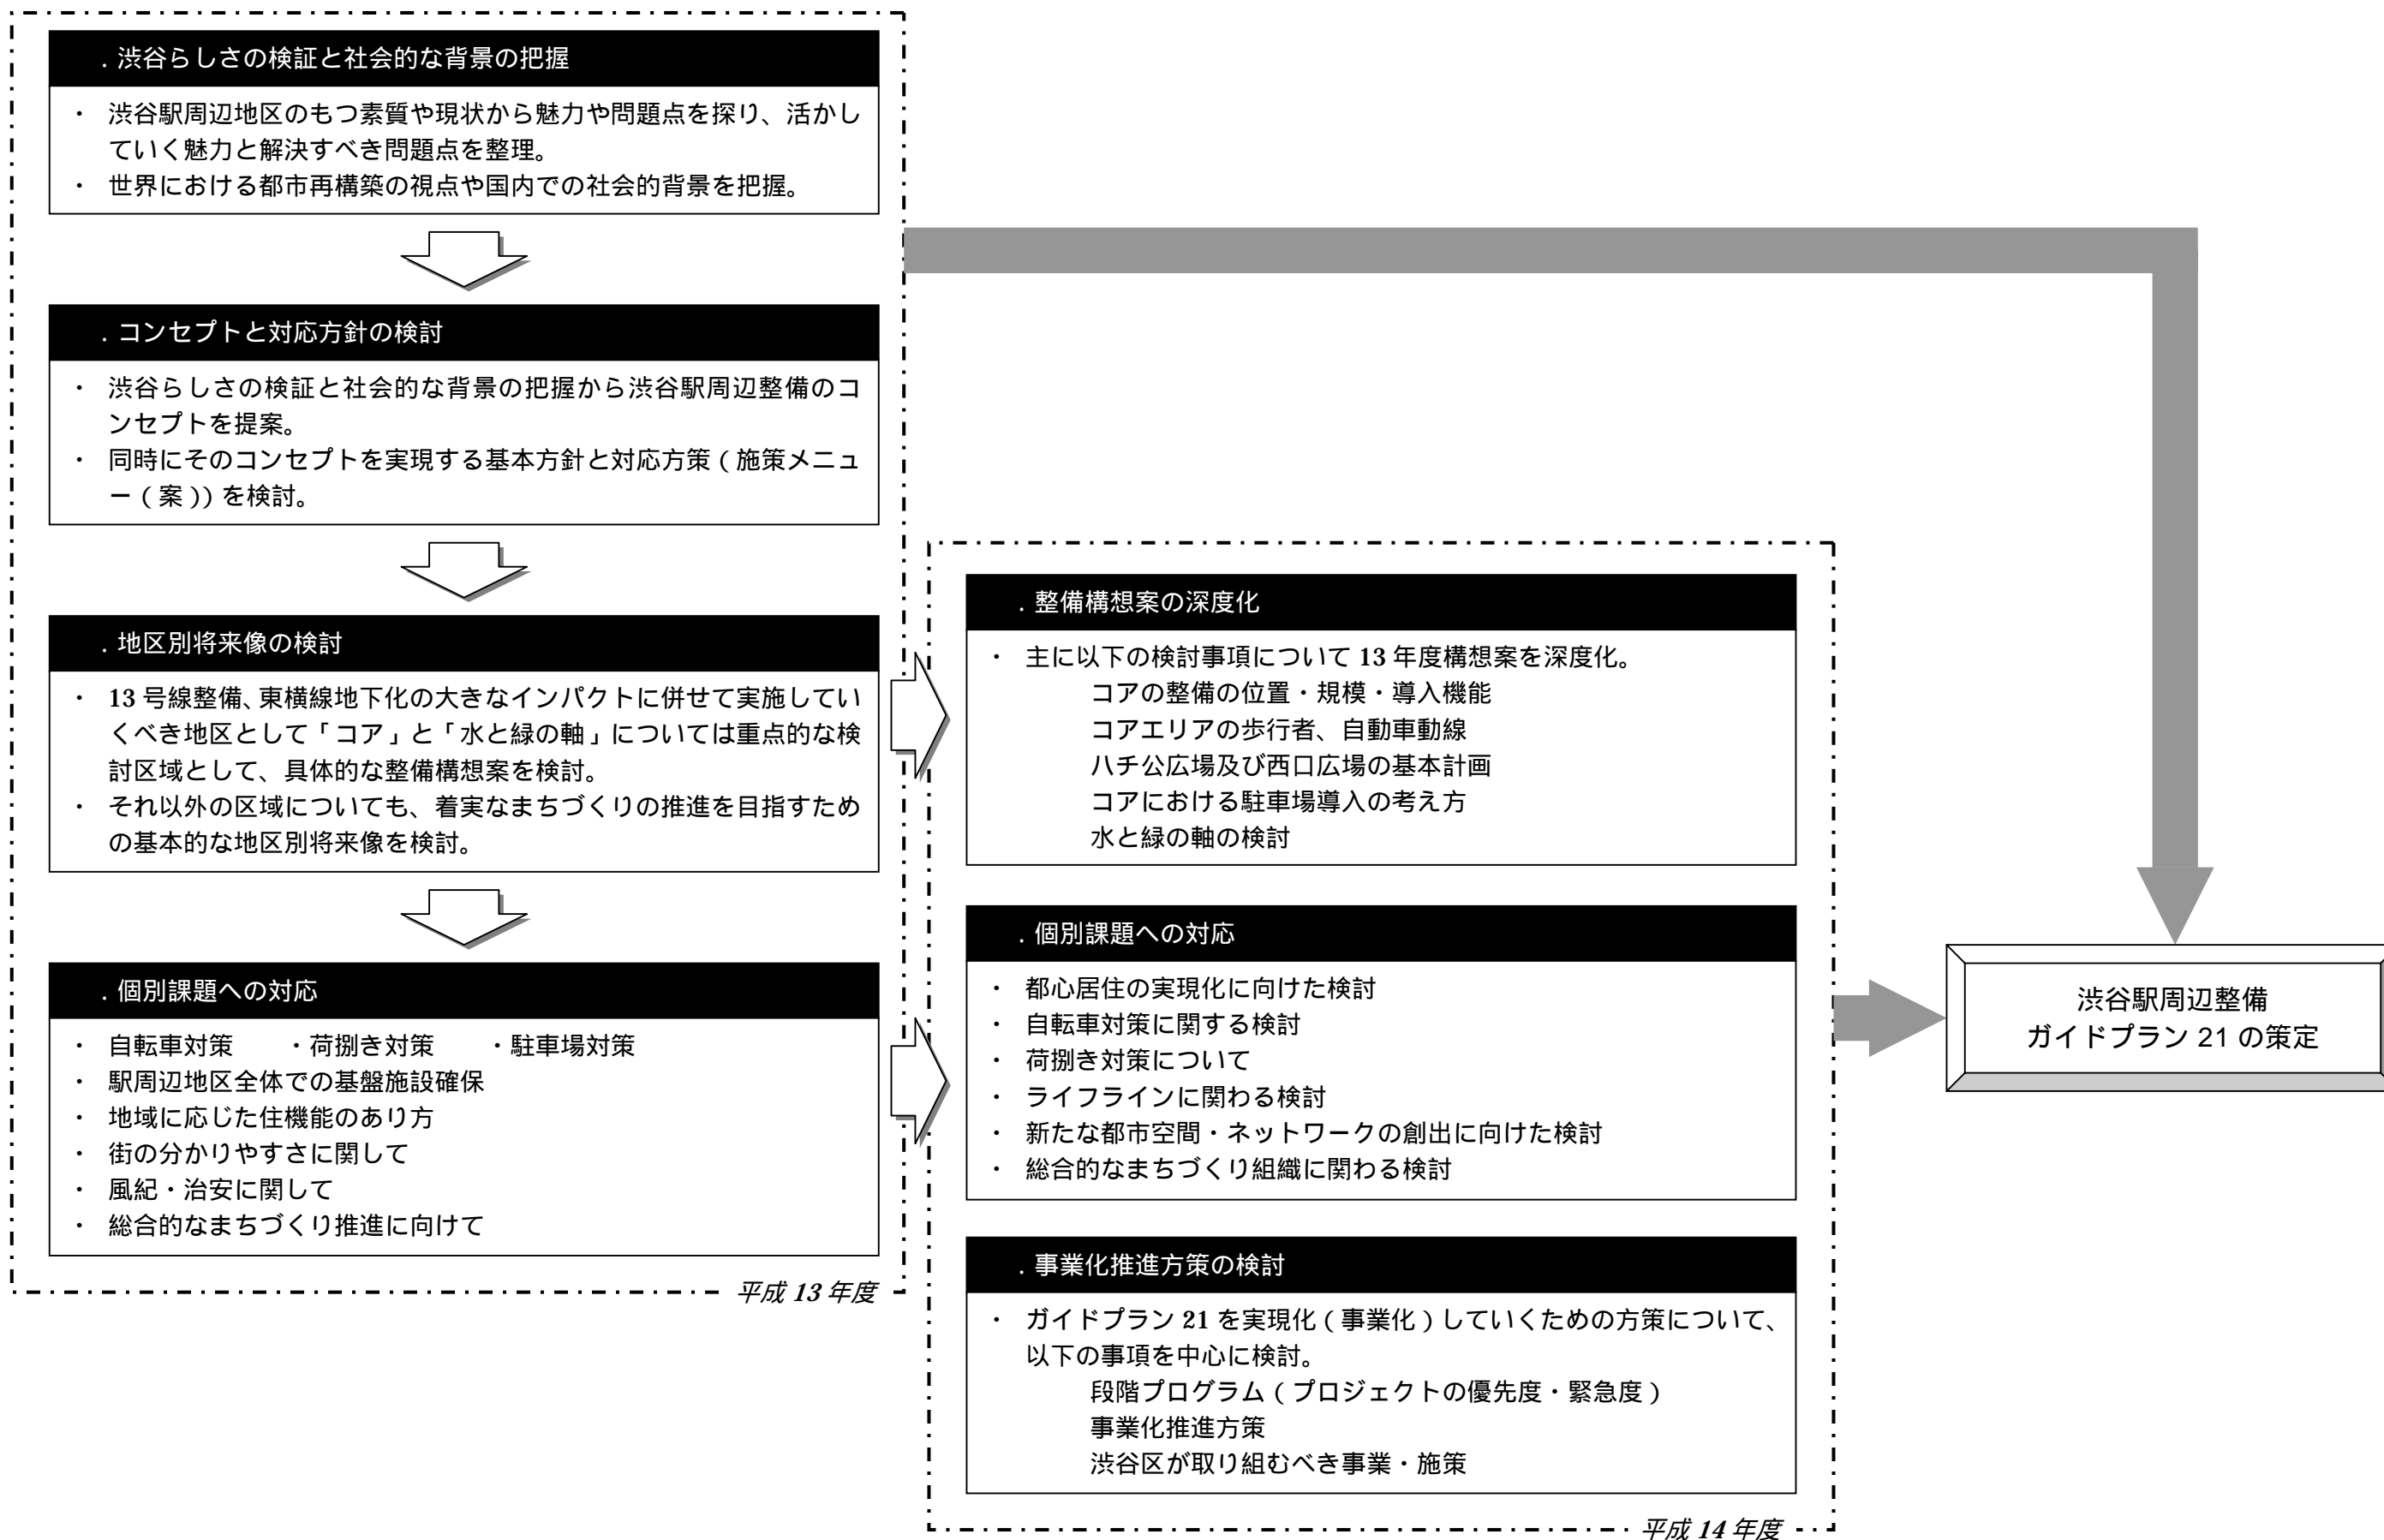 ．渋谷らしさの検証と社会的な背景の把握
・ 渋谷駅周辺地区のもつ素質や現状から魅力や問題点を探り、活かし
ていく魅力と解決すべき問題点を整理。
・ 世界における都市再構築の視点や国内での社会的背景を把握。
．コンセプトと対応方針の検討
・ 渋谷らしさの検証と社会的な背景の把握から渋谷駅周辺整備のコ
ンセプトを提案。
・ 同時にそのコンセプトを実現する基本方針と対応方策（施策メニュ
ー（案））を検討。
．地区別将来像の検討
・ 13 号線整備、東横線地下化の大きなインパクトに併せて実施してい
くべき地区として「コア」と「水と緑の軸」については重点的な検
討区域として、具体的な整備構想案を検討。
・ それ以外の区域についても、着実なまちづくりの推進を目指すため
の基本的な地区別将来像を検討。
．個別課題への対応
・ 自転車対策 ・荷捌き対策 ・駐車場対策
・ 駅周辺地区全体での基盤施設確保
・ 地域に応じた住機能のあり方
・ 街の分かりやすさに関して
・ 風紀・治安に関して
・ 総合的なまちづくり推進に向けて
平成 13 年度
．整備構想案の深度化
・ 主に以下の検討事項について 13 年度構想案を深度化。
コアの整備の位置・規模・導入機能
コアエリアの歩行者、自動車動線
ハチ公広場及び西口広場の基本計画
コアにおける駐車場導入の考え方
水と緑の軸の検討
．個別課題への対応
・ 都心居住の実現化に向けた検討
・ 自転車対策に関する検討
・ 荷捌き対策について
・ ライフラインに関わる検討
・ 新たな都市空間・ネットワークの創出に向けた検討
・ 総合的なまちづくり組織に関わる検討
．事業化推進方策の検討
・ ガイドプラン 21 を実現化（事業化）していくための方策について、
以下の事項を中心に検討。
段階プログラム（プロジェクトの優先度・緊急度）
事業化推進方策
渋谷区が取り組むべき事業・施策
平成 14 年度
渋谷駅周辺整備
ガイドプラン 21 の策定